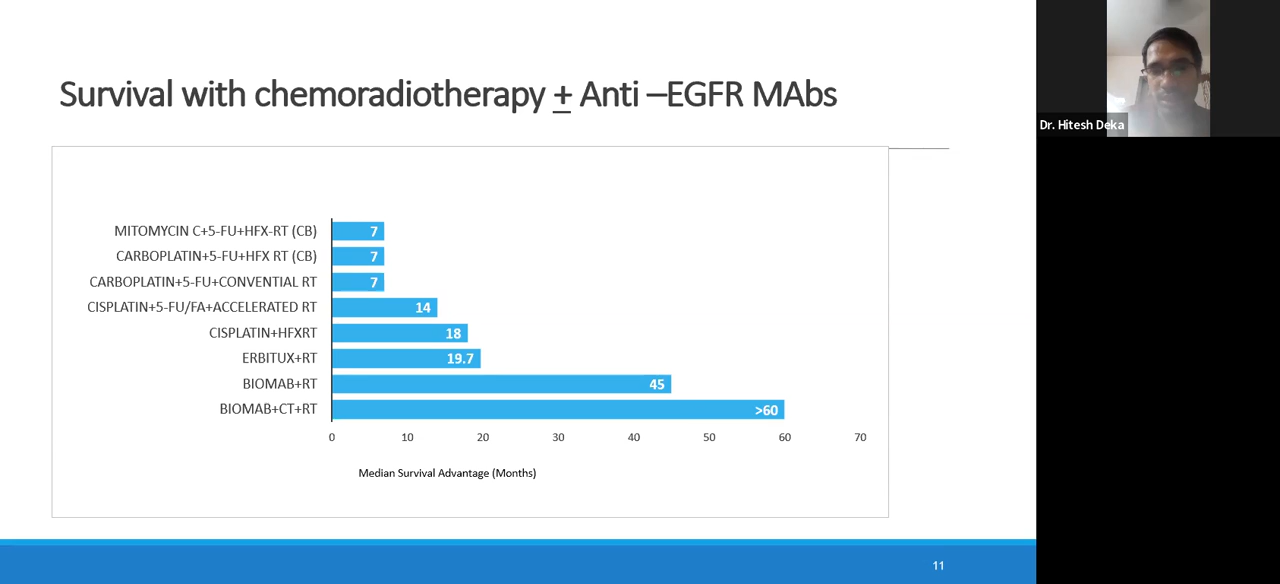 Survival with chemoradiotherapy + Anti –EGFR MAbs
Dr. Hitesh Deka
MITOMYCIN C+5-FU+HFX-RT (CB) 7
CARBOPLATIN+5-FU+HFX RT (CB) 7
CARBOPLATIN+5-FU+CONVENTIAL RT 7
CISPLATIN+5-FU/FA+ACCELERATED RT 14
CISPLATIN+HFXRT 18
ERBITUX+RT 19.7
BIOMAB+RT 45
BIOMAB+CT+RT >60
0 10 20 30 40 50 60 70
Median Survival Advantage (Months)
11